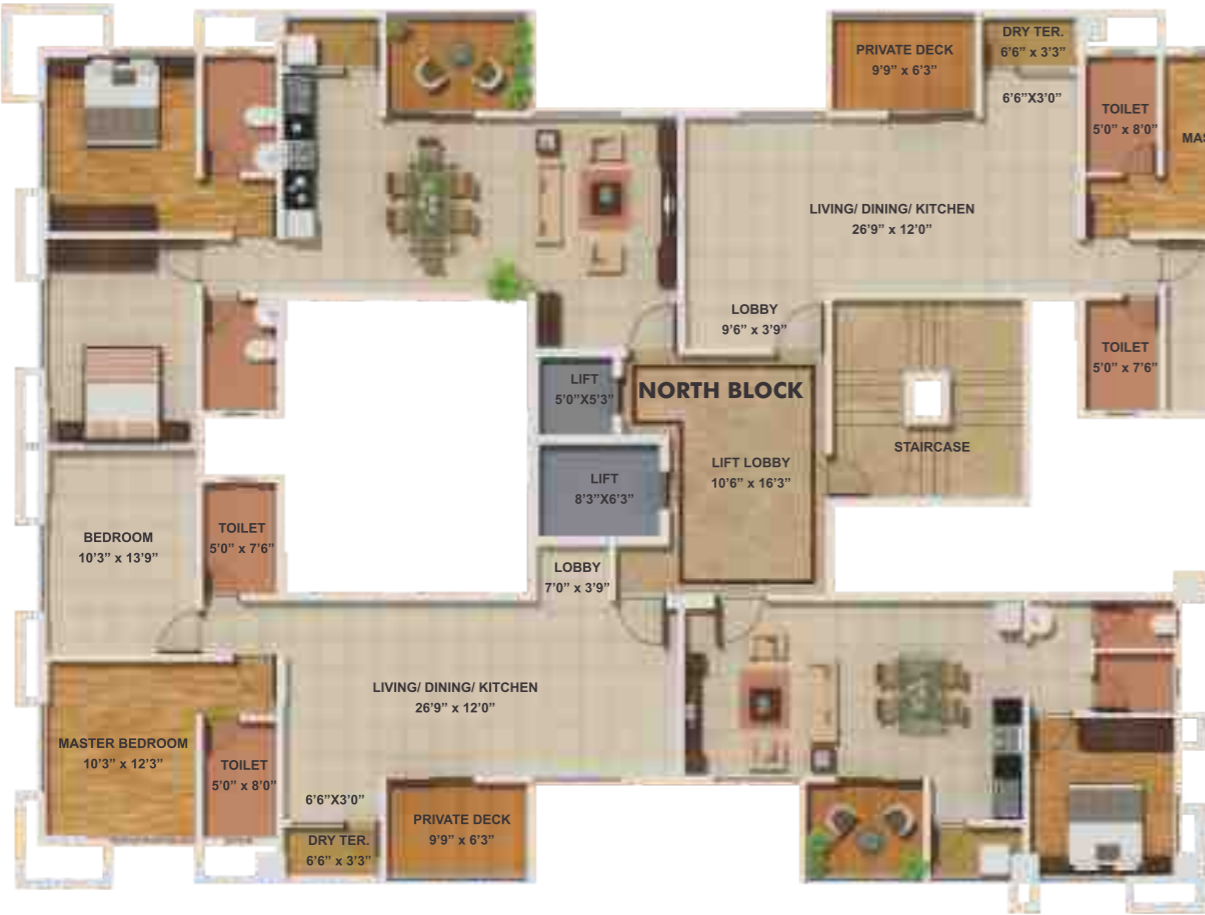 PRIVATE DECK
9’9” x 6’3”
DRY TER.
6’6” x 3’3”
6’6”X3’0”
TOILET
5’0” x 8’0”
MAS
LIVING/ DINING/ KITCHEN
26’9” x 12’0”
LOBBY
9’6” x 3’9”
TOILET
5’0” x 7’6”
LIFT
5’0”X5’3”
NORTH BLOCK
STAIRCASE
LIFT LOBBY
10’6” x 16’3”
LIFT
8’3”X6’3”
BEDROOM
10’3” x 13’9”
TOILET
5’0” x 7’6”
LOBBY
7’0” x 3’9”
LIVING/ DINING/ KITCHEN
26’9” x 12’0”
MASTER BEDROOM
10’3” x 12’3”
TOILET
5’0” x 8’0”
6’6”X3’0”
DRY TER.
6’6” x 3’3”
PRIVATE DECK
9’9” x 6’3”